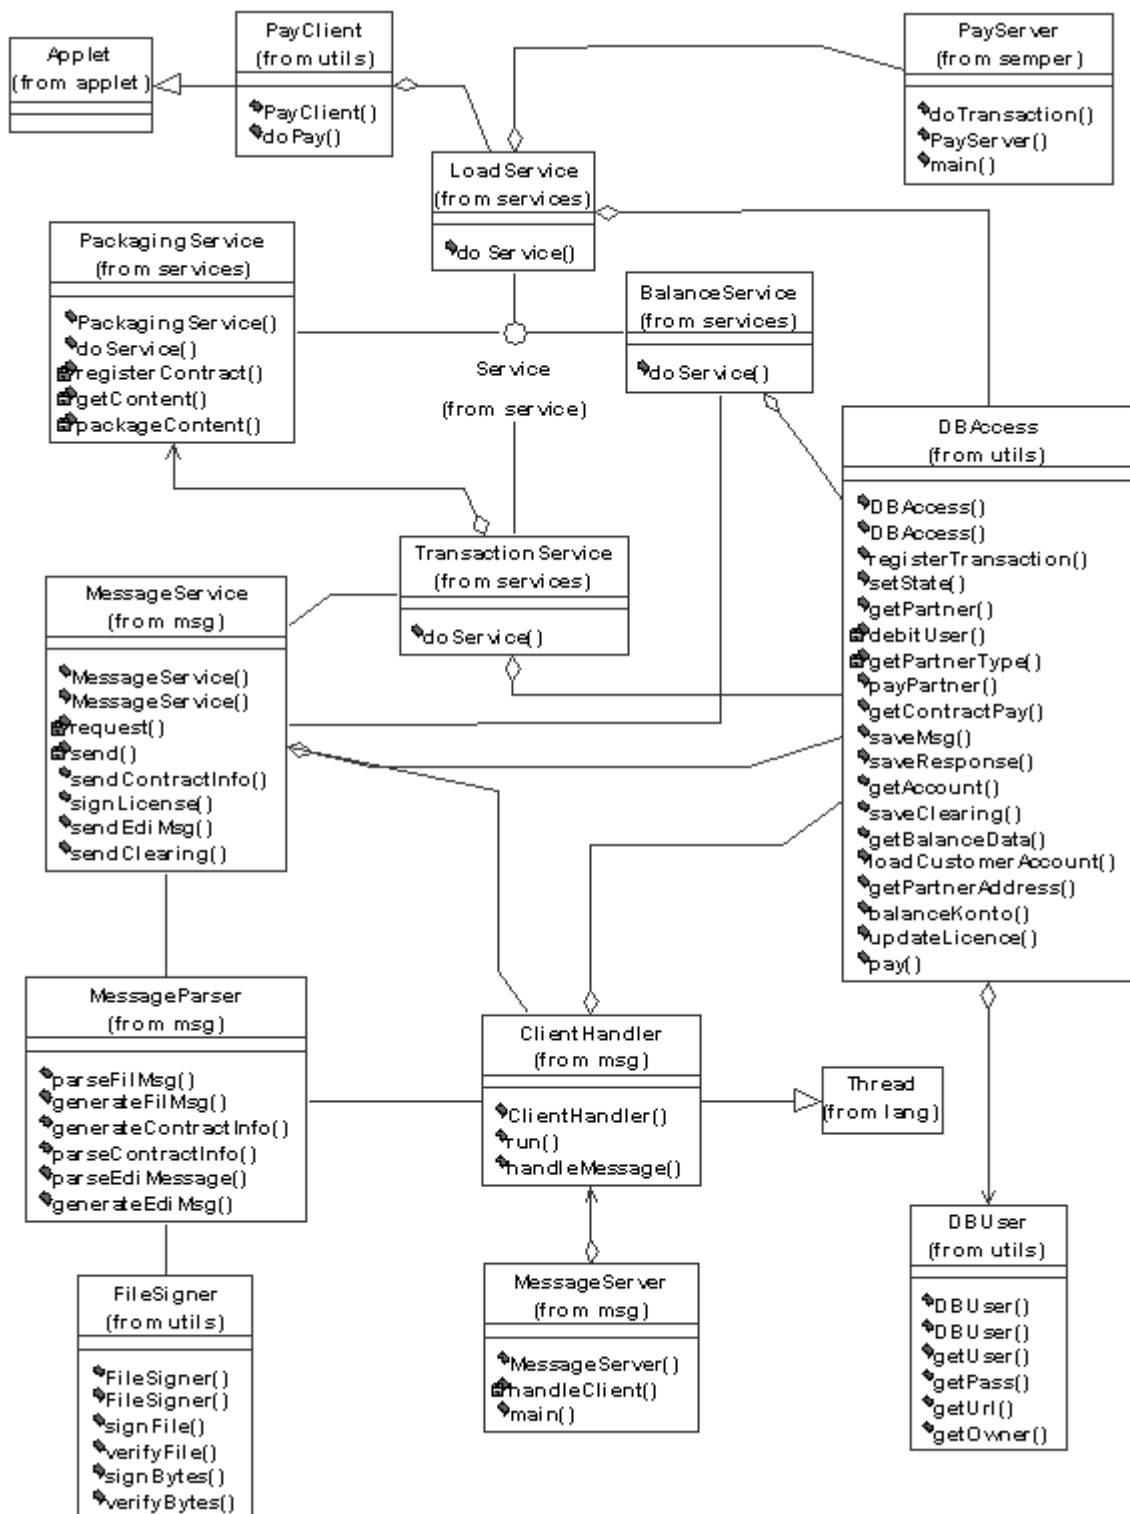 Applet
(from applet)
PayClient
(from utils)
PayClient()
doPay()
PayServer
(from semper)
doTransaction()
PayServer()
main()
LoadService
(from services)
doService()
PackagingService
(from services)
PackagingService()
doService()
registerContract()
getContent()
packageContent()
Service
(from service)
BalanceService
(from services)
doService()
DBAccess
(from utils)
DBAccess()
DBAccess()
registerTransaction()
setState()
getPartner()
debitUser()
getPartnerType()
payPartner()
getContractPay()
saveMsg()
saveResponse()
getAccount()
saveClearing()
getBalanceData()
loadCustomerAccount()
getPartnerAddress()
balanceKonto()
updateLicence()
pay()
TransactionService
(from services)
doService()
MessageService
(from msg)
MessageService()
MessageService()
request()
send()
sendContractInfo()
signLicense()
sendEdiMsg()
sendClearing()
MessageParser
(from msg)
parseFilMsg()
generateFilMsg()
generateContractInfo()
parseContractInfo()
parseEdiMessage()
generateEdiMsg()
ClientHandler
(from msg)
ClientHandler()
run()
handleMessage()
Thread
(from lang)
FileSigner
(from utils)
FileSigner()
FileSigner()
signFile()
verifyFile()
signBytes()
verifyBytes()
MessageServer
(from msg)
MessageServer()
handleClient()
main()
DBUser
(from utils)
DBUser()
DBUser()
getUser()
getPass()
getUrl()
getOwner()